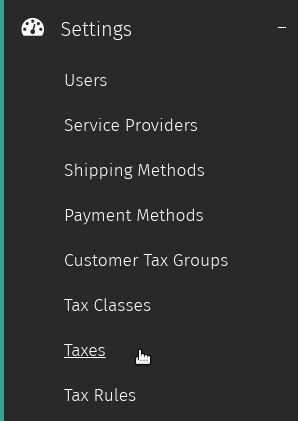 Settings
Users
Service Providers
Shipping Methods
Payment Methods
Customer Tax Groups
Tax Classes
Taxes
Tax Rules